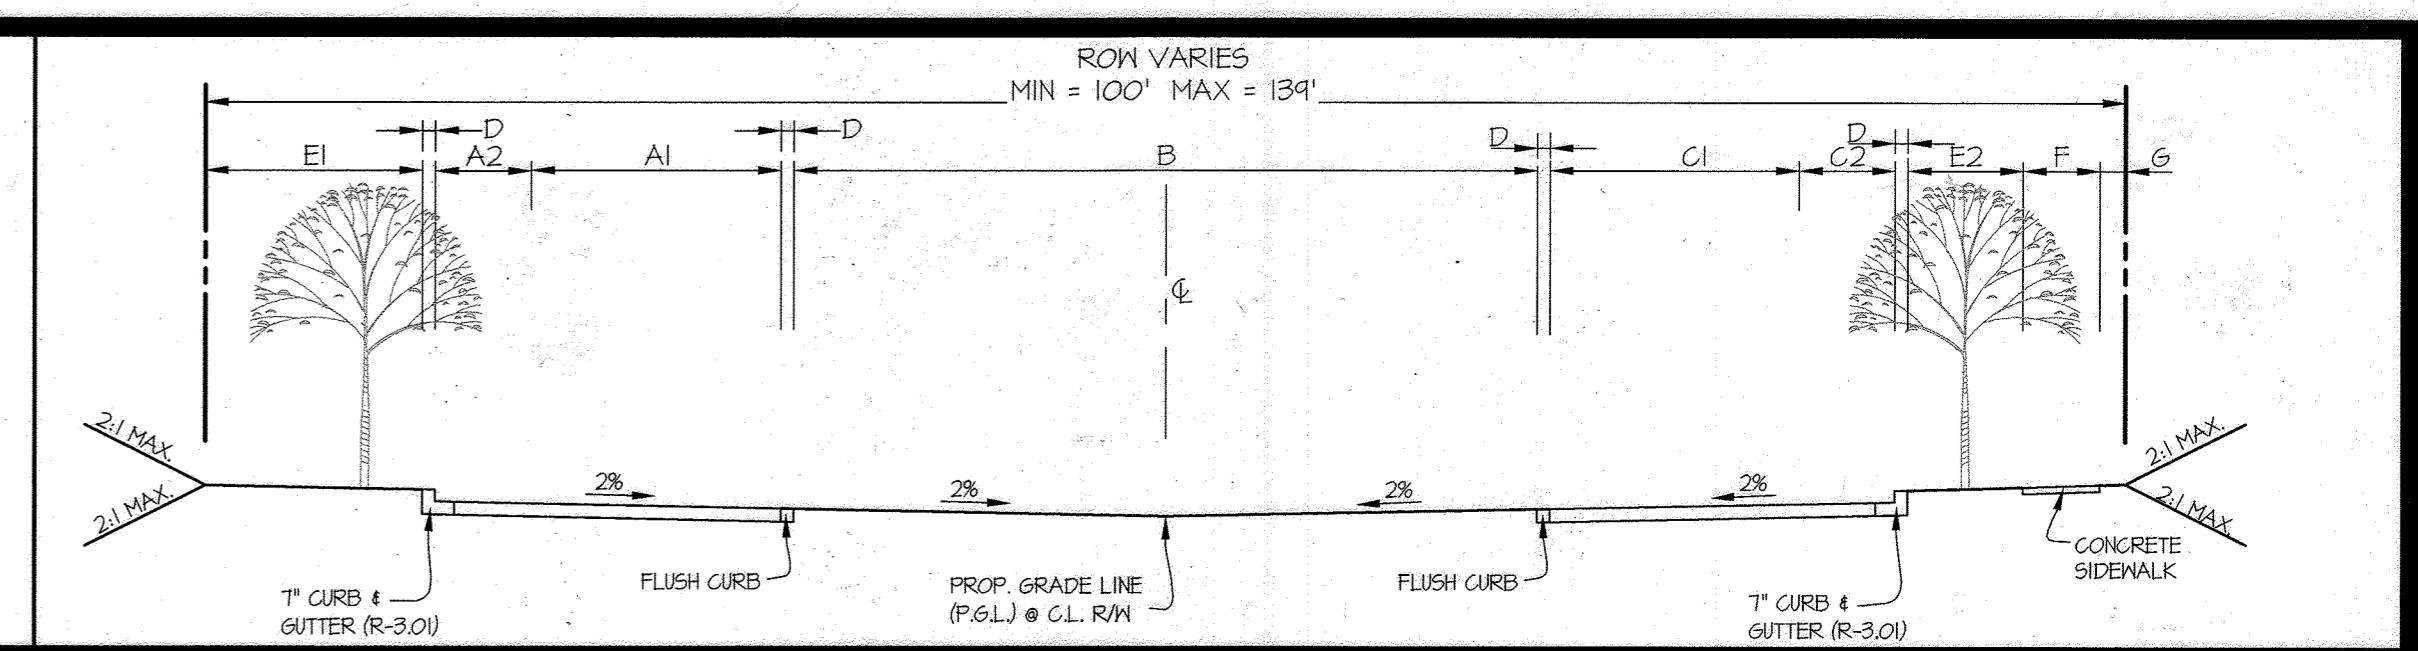 ROW VARIES
MIN = 100' MAX = 139'
D D D D
E1 A2 A1 B C1 C2 E2 F G
℄
2:1 MAX.
2:1 MAX.
2% 2% 2% 2%
2:1 MAX.
2:1 MAX.
7" CURB &
GUTTER (R-3.01)
FLUSH CURB
PROP. GRADE LINE
(P.G.L.) @ C.L. R/W
FLUSH CURB
7" CURB &
GUTTER (R-3.01)
CONCRETE
SIDEWALK